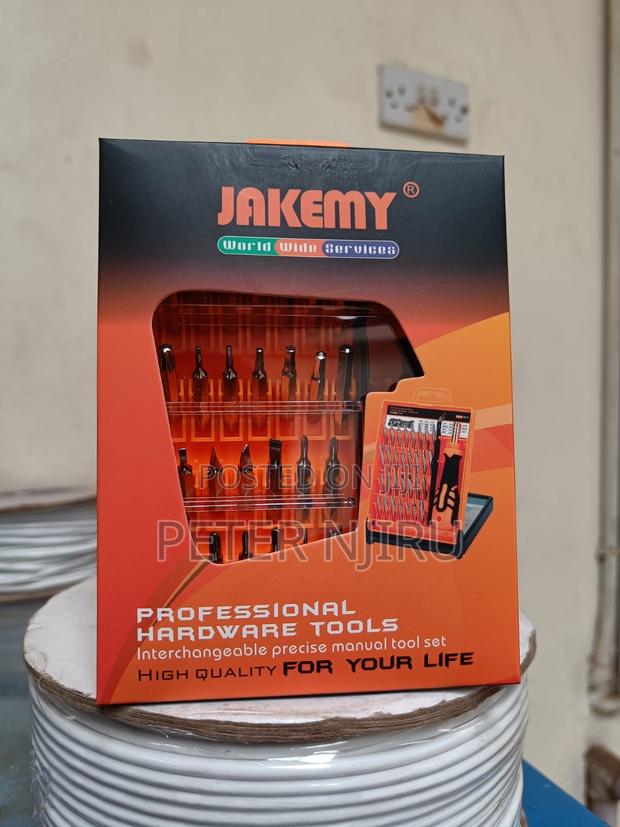 JAKEMY®
World Wide Services
POSTED ON JIJI
PETER NJIRU
PROFESSIONAL
HARDWARE TOOLS
Interchangeable precise manual tool set
HIGH QUALITY FOR YOUR LIFE